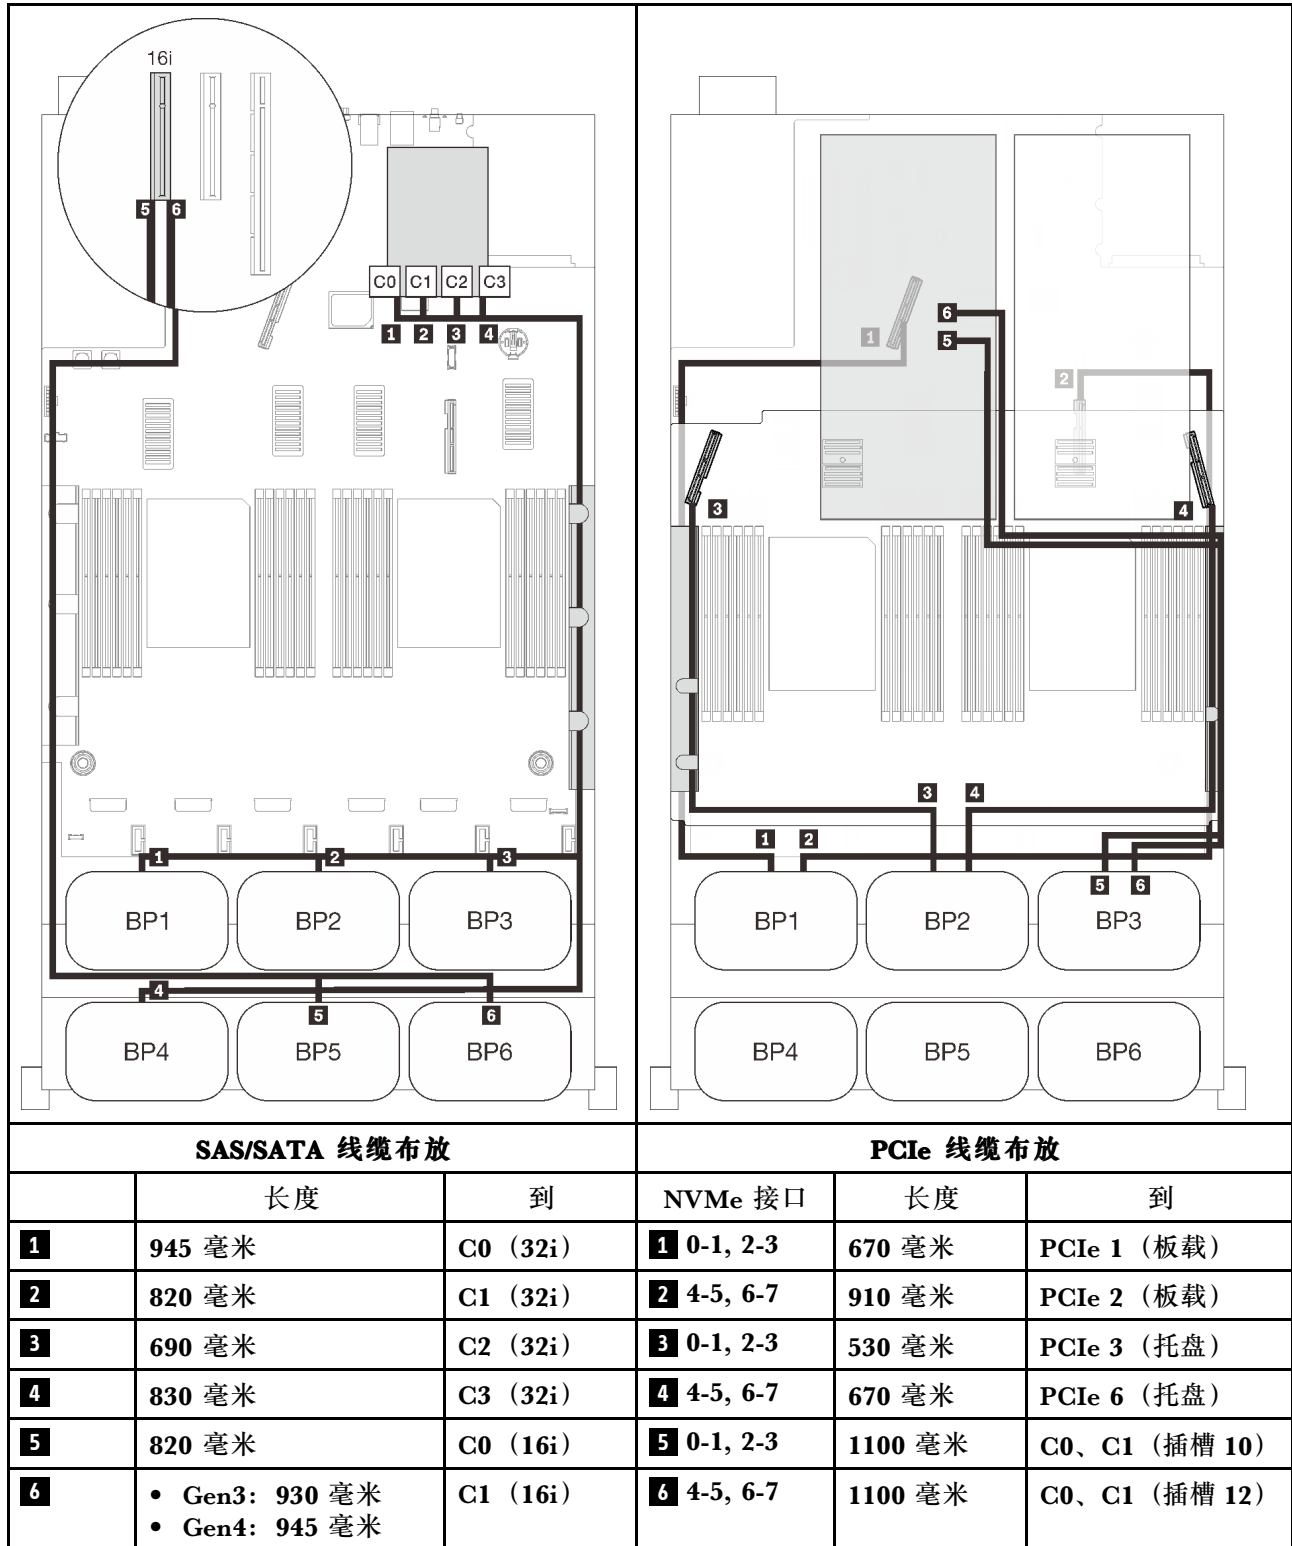 16i
5 6
C0 C1 C2 C3
1 2 3 4
1 2 3
BP1 BP2 BP3
4
5 6
BP4 BP5 BP6
6
1 5
2
3 4
3 4
1 2
5 6
BP1 BP2 BP3
BP4 BP5 BP6
SAS/SATA 线缆布放 PCIe 线缆布放
长度 到 NVMe 接口 长度 到
1 945 毫米 C0（32i） 1 0-1, 2-3 670 毫米 PCIe 1（板载）
2 820 毫米 C1（32i） 2 4-5, 6-7 910 毫米 PCIe 2（板载）
3 690 毫米 C2（32i） 3 0-1, 2-3 530 毫米 PCIe 3（托盘）
4 830 毫米 C3（32i） 4 4-5, 6-7 670 毫米 PCIe 6（托盘）
5 820 毫米 C0（16i） 5 0-1, 2-3 1100 毫米 C0、C1（插槽 10）
6 • Gen3：930 毫米 C1（16i） 6 4-5, 6-7 1100 毫米 C0、C1（插槽 12）
• Gen4：945 毫米